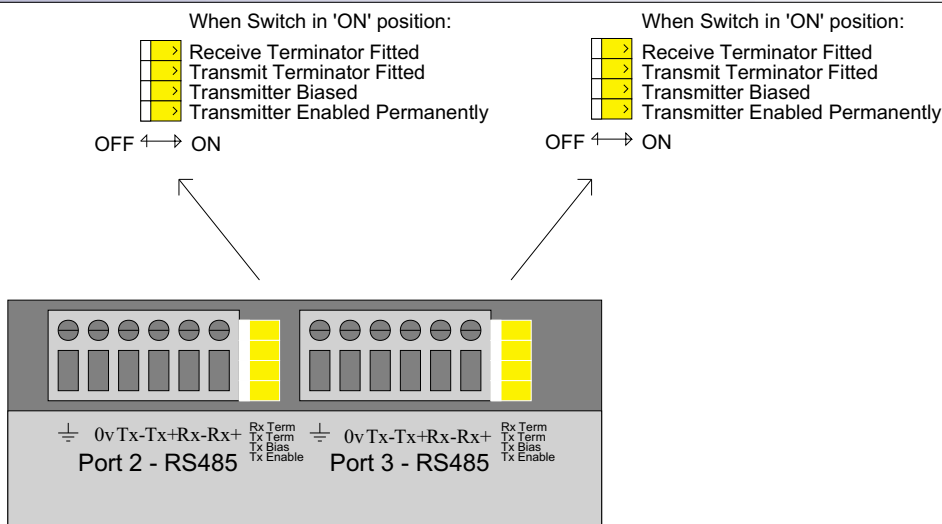 When Switch in 'ON' position:
Receive Terminator Fitted
Transmit Terminator Fitted
Transmitter Biased
Transmitter Enabled Permanently
OFF ON
When Switch in 'ON' position:
Receive Terminator Fitted
Transmit Terminator Fitted
Transmitter Biased
Transmitter Enabled Permanently
OFF ON
0v Tx- Tx+ Rx- Rx+
Rx Term
Tx Term
Tx Bias
Tx Enable
Port 2 - RS485
0v Tx- Tx+ Rx- Rx+
Rx Term
Tx Term
Tx Bias
Tx Enable
Port 3 - RS485